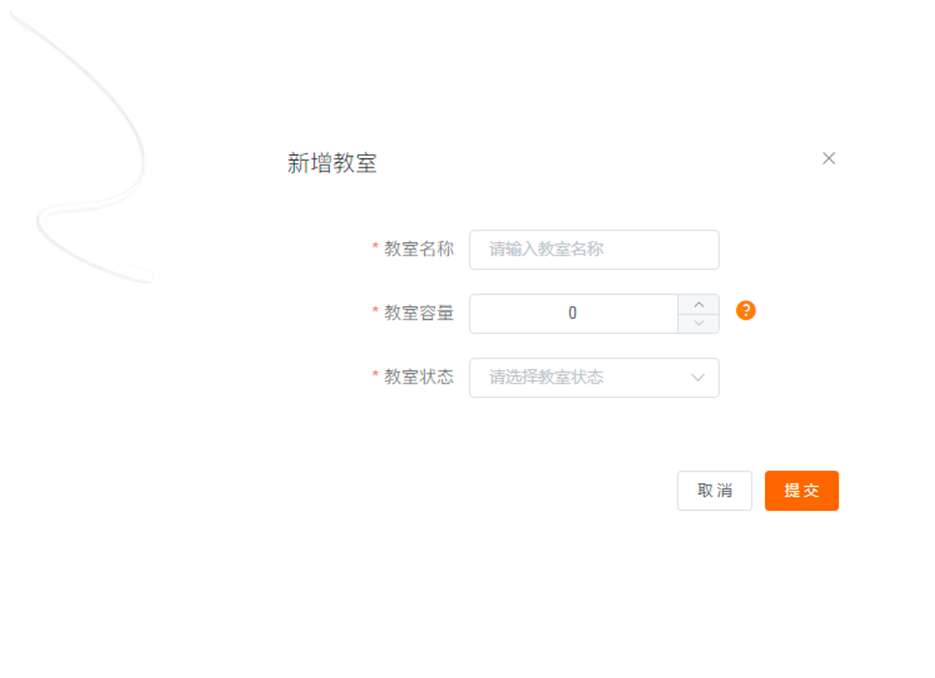 新增教室
* 教室名称 请输入教室名称
* 教室容量 0 ?
* 教室状态 请选择教室状态
取消 提交